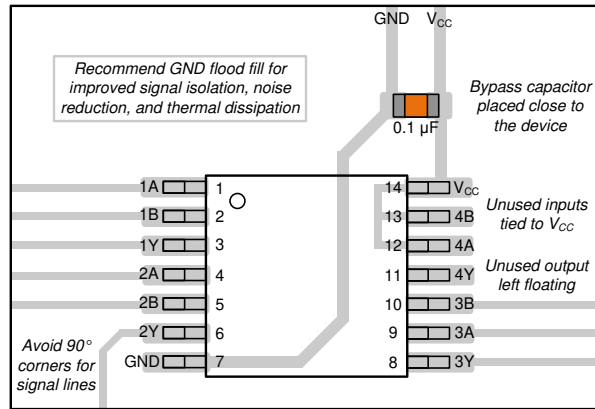 GND VCC
Recommend GND flood fill for
improved signal isolation, noise
reduction, and thermal dissipation
Bypass capacitor
placed close to
the device
0.1 µF
1A 1 14 VCC
1B 2 13 4B
1Y 3 12 4A
2A 4 11 4Y
2B 5 10 3B
2Y 6 9 3A
GND 7 8 3Y
Unused inputs
tied to VCC
Unused output
left floating
Avoid 90°
corners for
signal lines